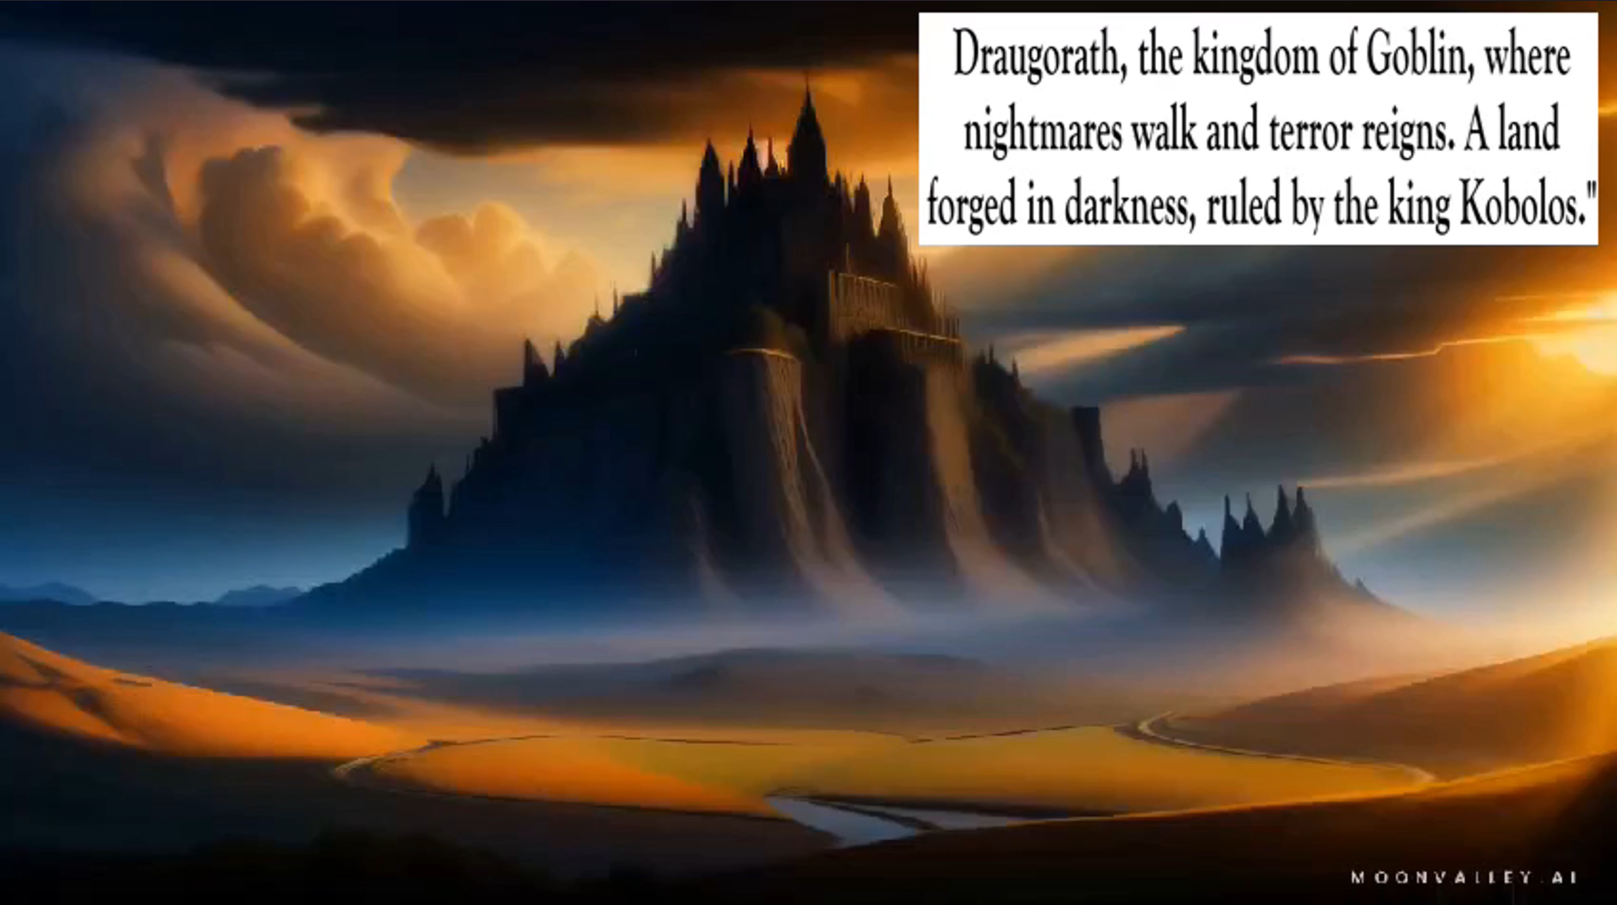 Draugorath, the kingdom of Goblin, where
nightmares walk and terror reigns. A land
forged in darkness, ruled by the king Kobolos."
MOONVALLEY.AI